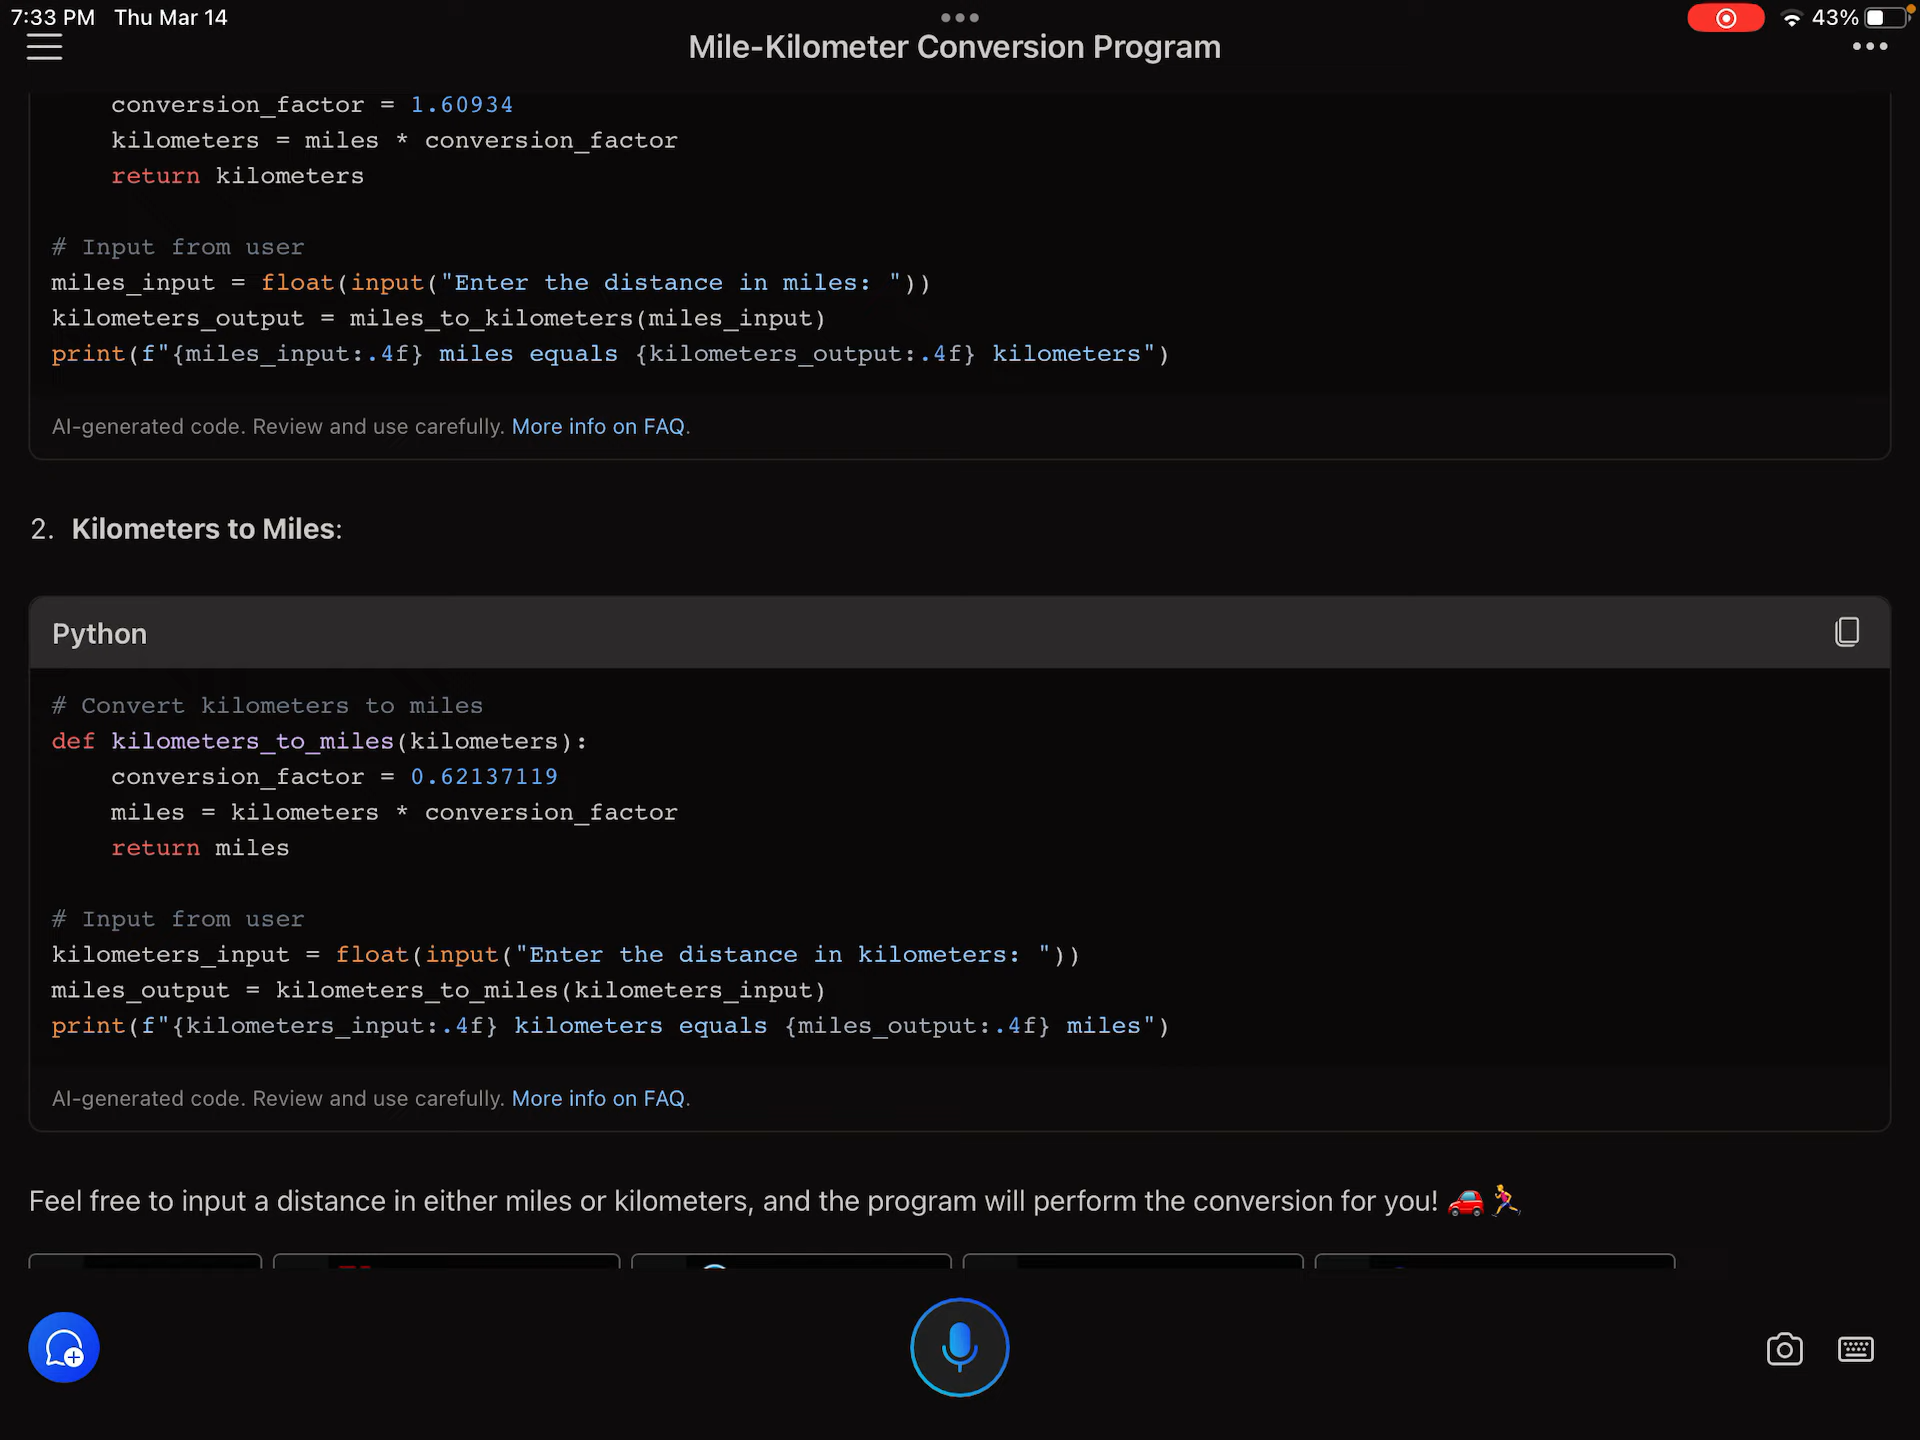 7:33 PM Thu Mar 14
43%
Mile-Kilometer Conversion Program
    conversion_factor = 1.60934
    kilometers = miles * conversion_factor
    return kilometers
# Input from user
miles_input = float(input("Enter the distance in miles: "))
kilometers_output = miles_to_kilometers(miles_input)
print(f"{miles_input:.4f} miles equals {kilometers_output:.4f} kilometers")
AI-generated code. Review and use carefully. More info on FAQ.
2. Kilometers to Miles:
Python
# Convert kilometers to miles
def kilometers_to_miles(kilometers):
    conversion_factor = 0.62137119
    miles = kilometers * conversion_factor
    return miles
# Input from user
kilometers_input = float(input("Enter the distance in kilometers: "))
miles_output = kilometers_to_miles(kilometers_input)
print(f"{kilometers_input:.4f} kilometers equals {miles_output:.4f} miles")
AI-generated code. Review and use carefully. More info on FAQ.
Feel free to input a distance in either miles or kilometers, and the program will perform the conversion for you! 🚗🏃